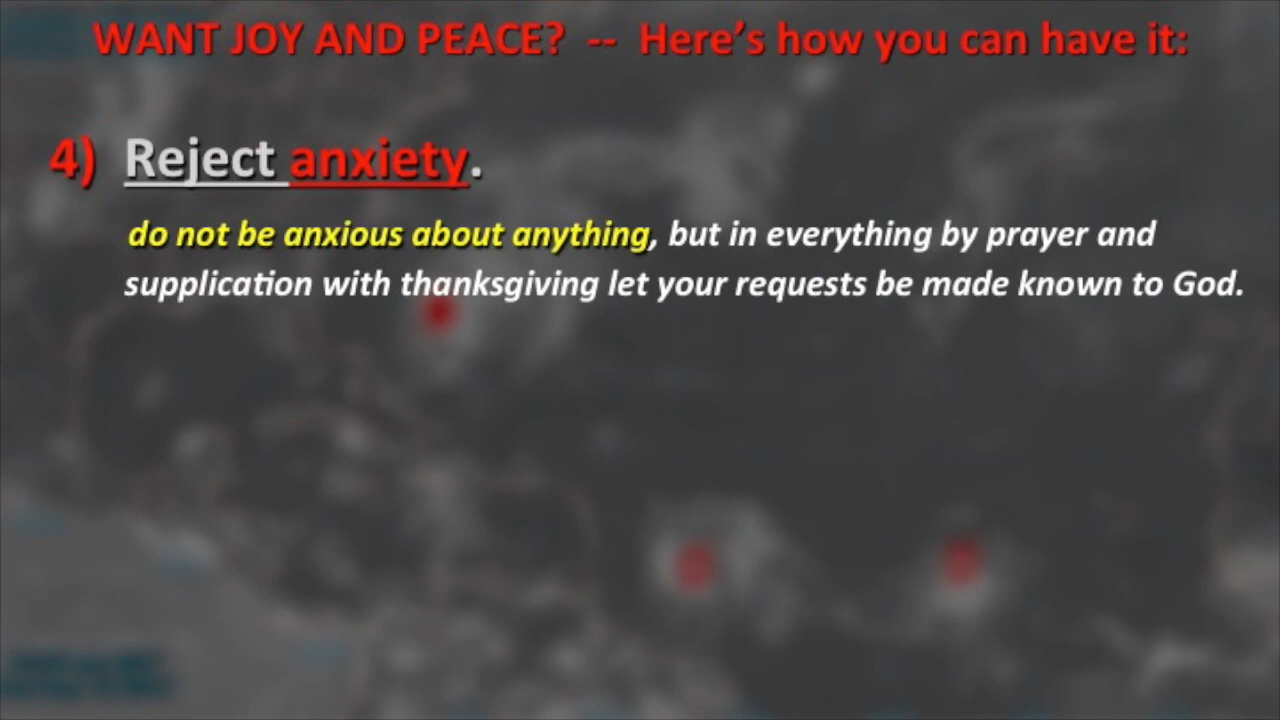 WANT JOY AND PEACE? -- Here’s how you can have it:
4) Reject anxiety.
do not be anxious about anything, but in everything by prayer and
supplication with thanksgiving let your requests be made known to God.